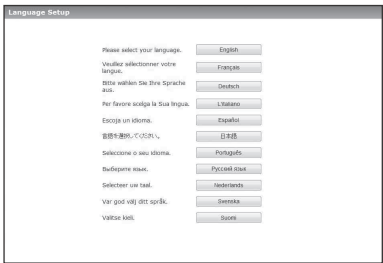 Language Setup
Please select your language.
English
Veuillez sélectionner votre
langue.
Français
Bitte wählen Sie Ihre Sprache
aus.
Deutsch
Per favore scelga la Sua lingua.
L'italiano
Escoja un idioma.
Español
言語を選択してください。
日本語
Seleccione o seu idioma.
Português
Выберите язык.
Русский язык
Selecteer uw taal.
Nederlands
Var god välj ditt språk.
Svenska
Valitse kieli.
Suomi